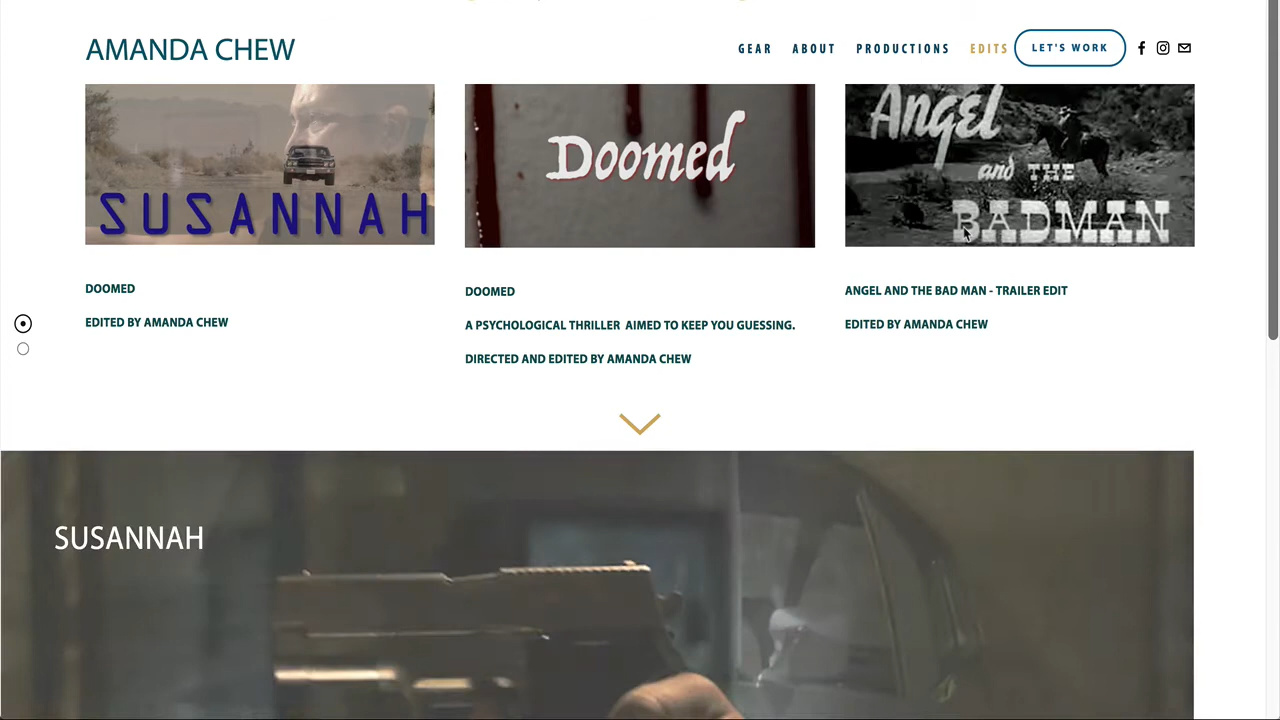 AMANDA CHEW
GEAR ABOUT PRODUCTIONS EDITS LET'S WORK
SUSANNAH
Doomed
Angel
and THE
BADMAN
DOOMED
EDITED BY AMANDA CHEW
DOOMED
A PSYCHOLOGICAL THRILLER AIMED TO KEEP YOU GUESSING.
DIRECTED AND EDITED BY AMANDA CHEW
ANGEL AND THE BAD MAN - TRAILER EDIT
EDITED BY AMANDA CHEW
SUSANNAH